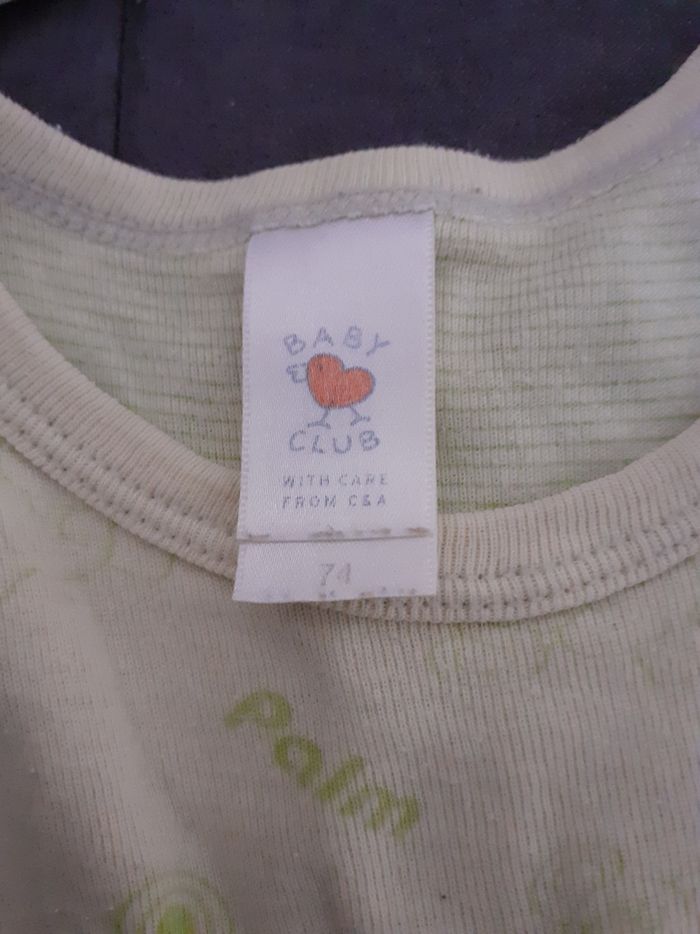 BABY
CLUB
WITH CARE
FROM C&A
74
Palm